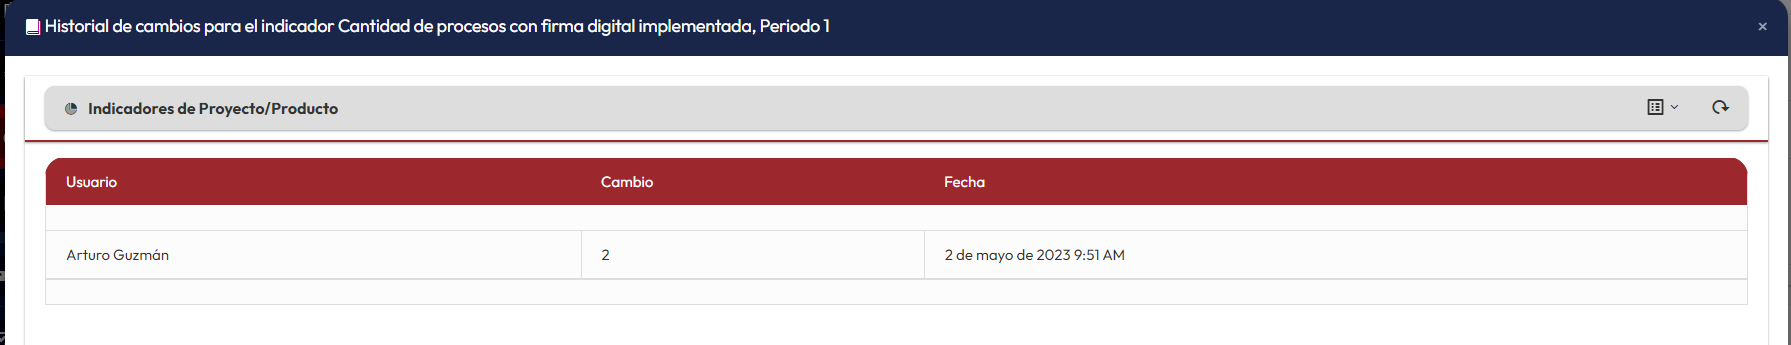 Historial de cambios para el indicador Cantidad de procesos con firma digital implementada, Periodo 1
Indicadores de Proyecto/Producto
Usuario Cambio Fecha
Arturo Guzmán 2 2 de mayo de 2023 9:51 AM